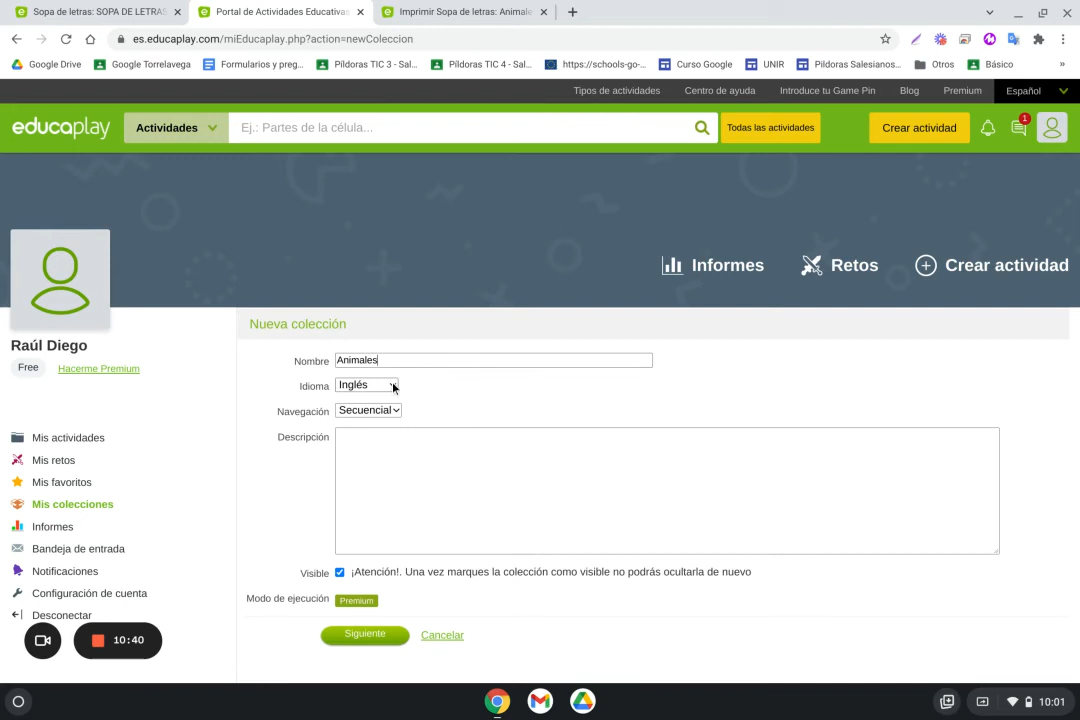 Sopa de letras: SOPA DE LETRAS
Portal de Actividades Educativas
Imprimir Sopa de letras: Animale
es.educaplay.com/miEducaplay.php?action=newColeccion
Google Drive
Google Torrelavega
Formularios y preg...
Píldoras TIC 3 - Sal...
Píldoras TIC 4 - Sal...
https://schools-go-...
Curso Google
UNIR
Píldoras Salesianos...
Otros
Básico
»
Tipos de actividades
Centro de ayuda
Introduce tu Game Pin
Blog
Premium
Español
educaplay
Actividades
Ej.: Partes de la célula...
Todas las actividades
Crear actividad
1
Informes
Retos
Crear actividad
Raúl Diego
Free
Hacerme Premium
Mis actividades
Mis retos
Mis favoritos
Mis colecciones
Informes
Bandeja de entrada
Notificaciones
Configuración de cuenta
Desconectar
Nueva colección
Nombre
Animales
Idioma
Inglés
Navegación
Secuencial
Descripción
Visible
¡Atención!. Una vez marques la colección como visible no podrás ocultarla de nuevo
Modo de ejecución
Premium
Siguiente
Cancelar
10:40
10:01